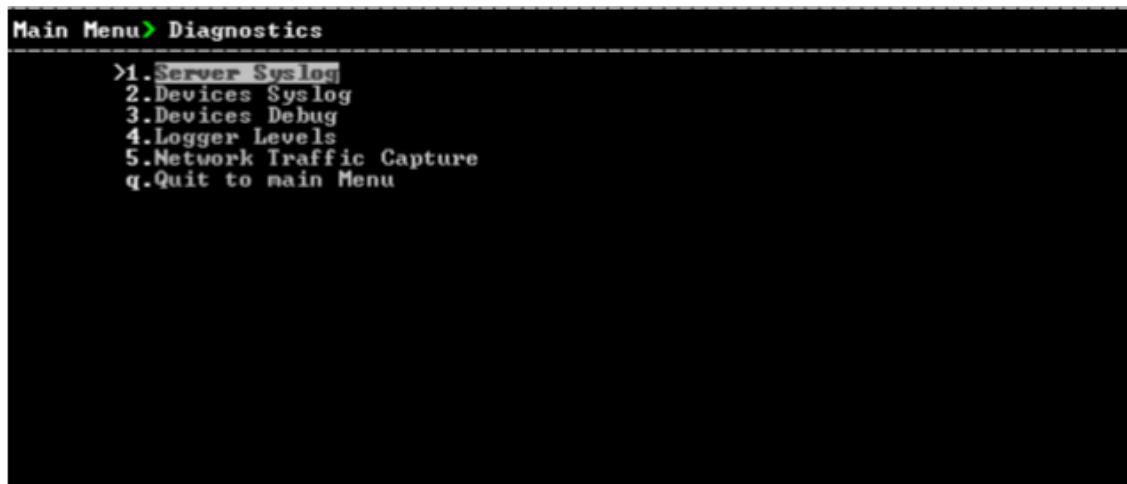 Main Menu> Diagnostics
>1.Server Syslog
2.Devices Syslog
3.Devices Debug
4.Logger Levels
5.Network Traffic Capture
q.Quit to main Menu